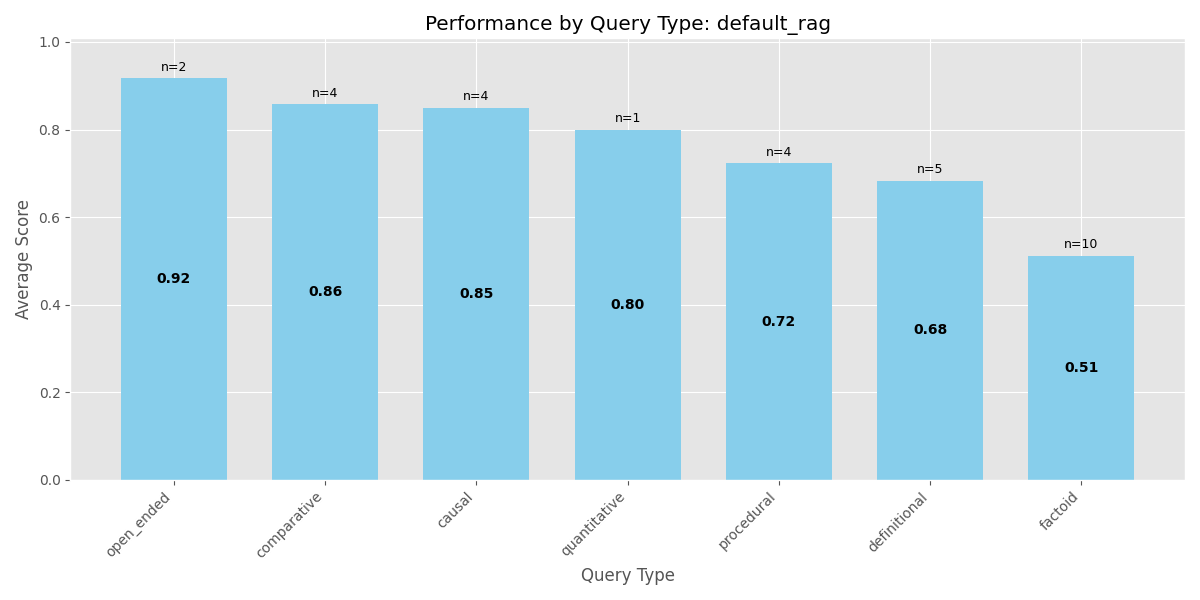 Performance by Query Type: default_rag
1.0
0.8
0.6
0.4
0.2
0.0
Average Score
n=2
n=4
n=4
n=1
n=4
n=5
n=10
0.92
0.86
0.85
0.80
0.72
0.68
0.51
open_ended
comparative
causal
quantitative
procedural
definitional
factoid
Query Type